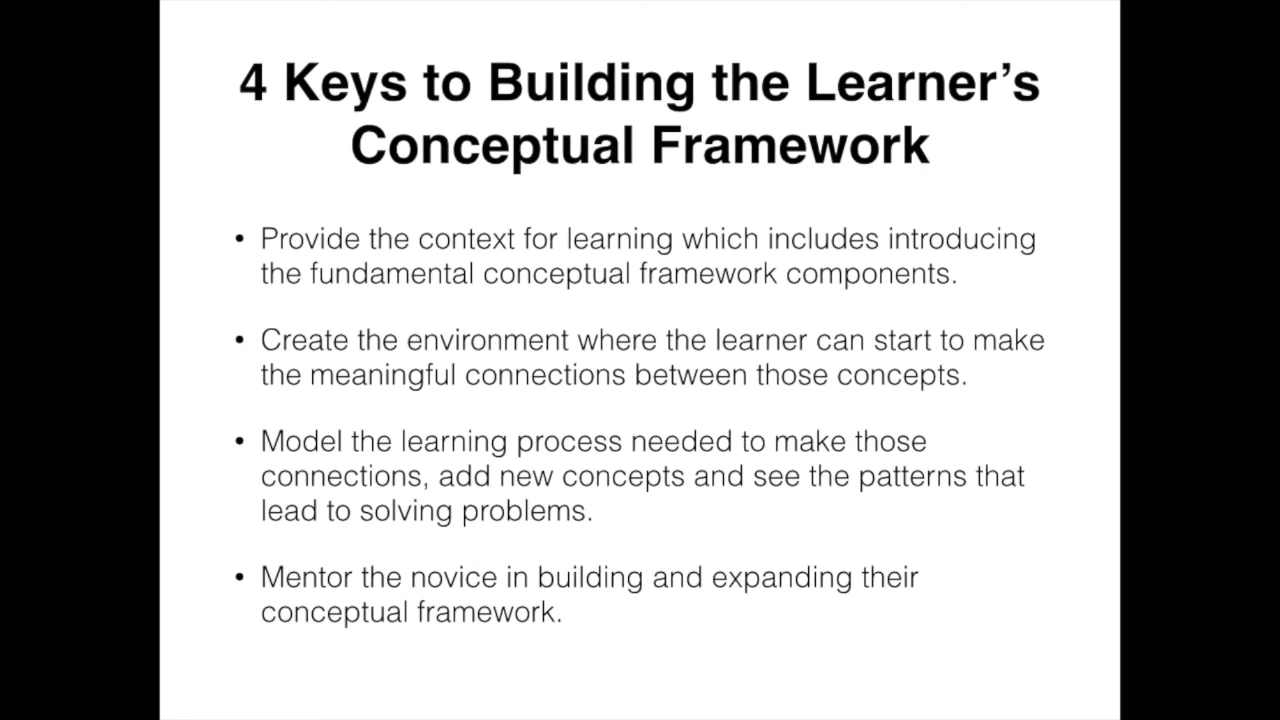 4 Keys to Building the Learner’s
Conceptual Framework
• Provide the context for learning which includes introducing
the fundamental conceptual framework components.
• Create the environment where the learner can start to make
the meaningful connections between those concepts.
• Model the learning process needed to make those
connections, add new concepts and see the patterns that
lead to solving problems.
• Mentor the novice in building and expanding their
conceptual framework.